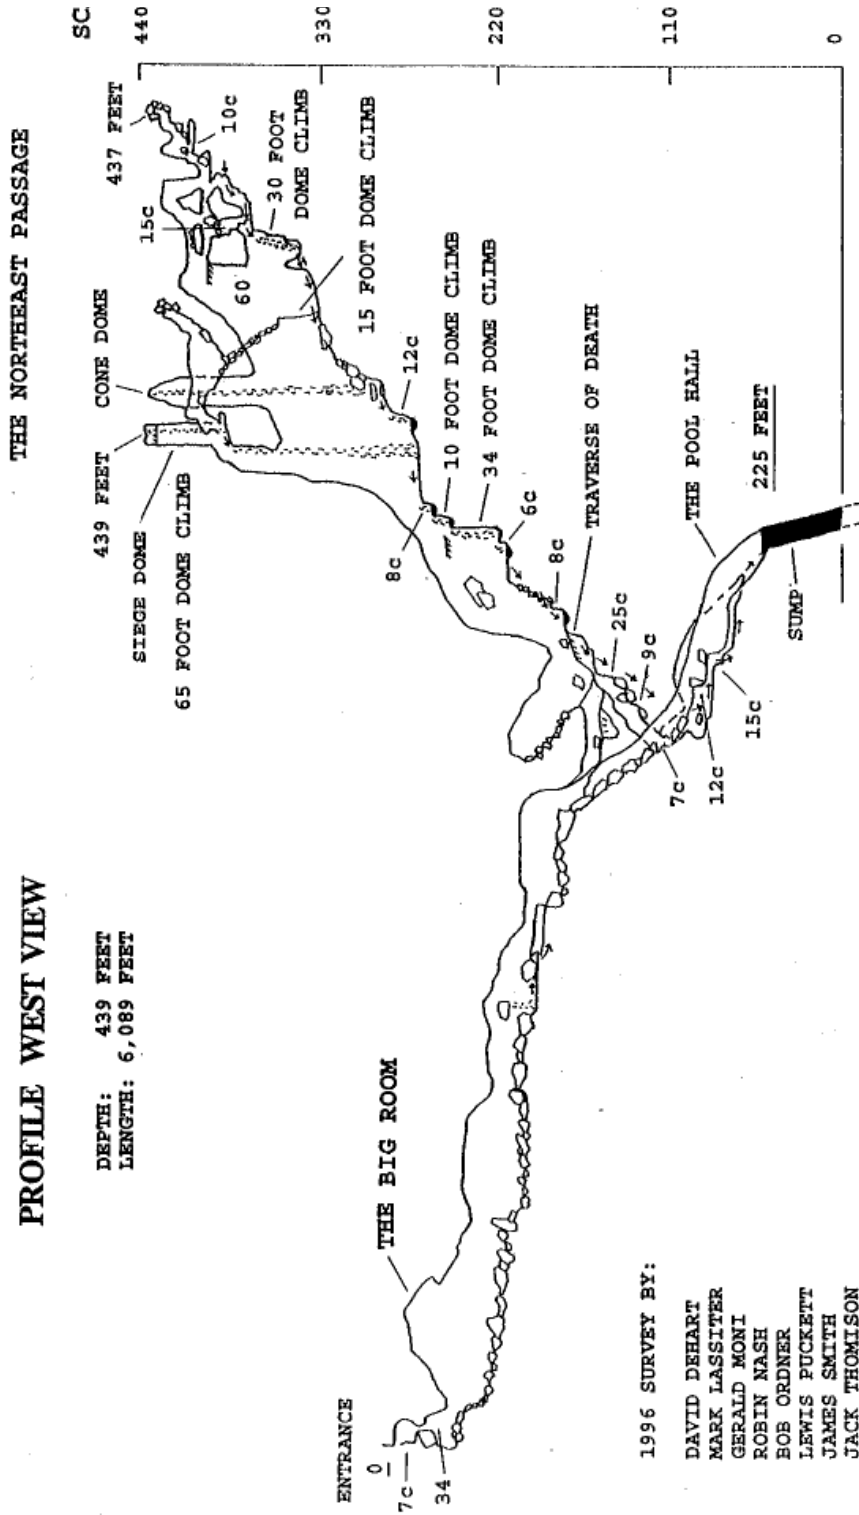 PROFILE WEST VIEW
DEPTH: 439 FEET
LENGTH: 6,089 FEET
THE NORTHEAST PASSAGE
SC.
440
330
220
110
0
ENTRANCE
0
7c
34
THE BIG ROOM
SIEGE DOME
65 FOOT DOME CLIMB
439 FEET
CONE DOME
437 FEET
10c
15c
60
30 FOOT
DOME CLIMB
15 FOOT DOME CLIMB
12c
10 FOOT DOME CLIMB
34 FOOT DOME CLIMB
8c
6c
8c
TRAVERSE OF DEATH
25c
9c
7c
12c
15c
THE POOL HALL
225 FEET
SUMP
1996 SURVEY BY:
DAVID DEHART
MARK LASSITER
GERALD MONI
ROBIN NASH
BOB ORDNER
LEWIS PUCKETT
JAMES SMITH
JACK THOMISON